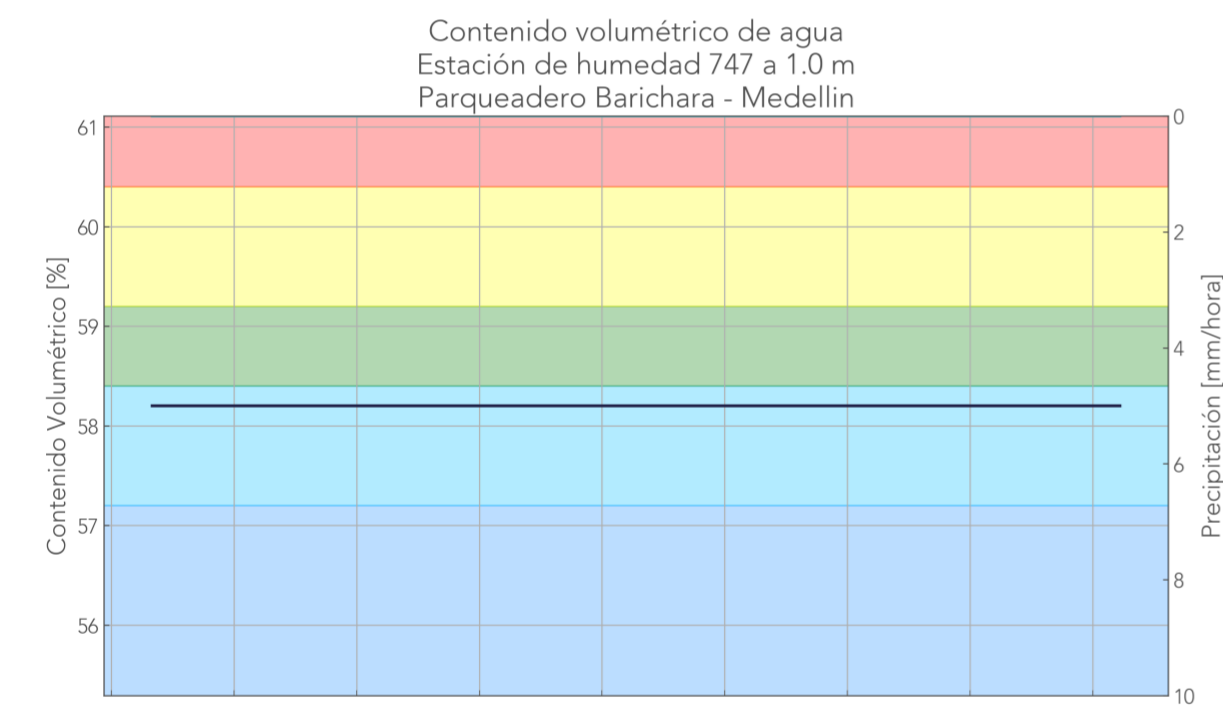 Contenido volumétrico de agua
Estación de humedad 747 a 1.0 m
Parqueadero Barichara - Medellin
Contenido Volumétrico [%]
61
60
59
58
57
56
0
2
4
6
8
10
Precipitación [mm/hora]